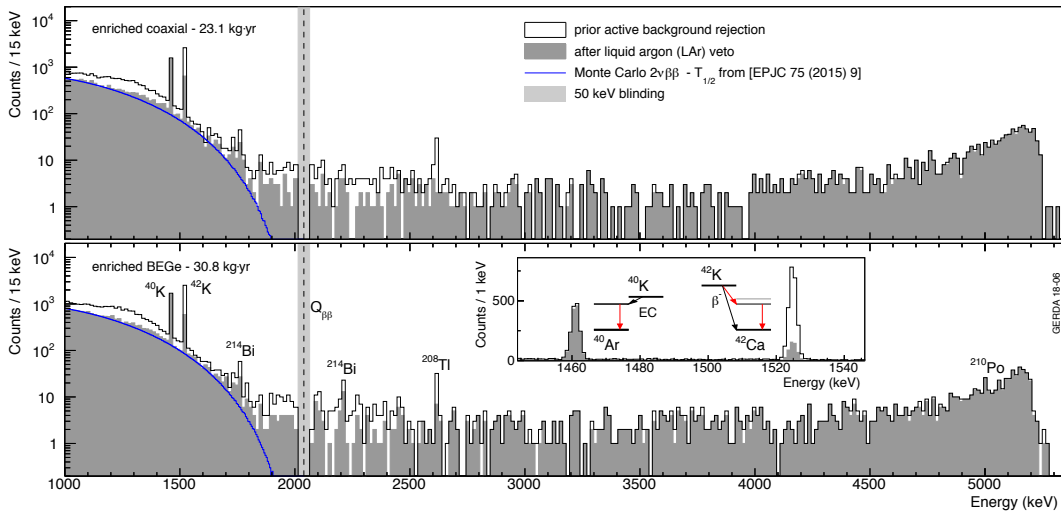 enriched coaxial - 23.1 kg·yr
prior active background rejection
after liquid argon (LAr) veto
Monte Carlo 2νββ - T1/2 from [EPJC 75 (2015) 9]
50 keV blinding
Counts / 15 keV
10⁴
10³
10²
10
1
enriched BEGe - 30.8 kg·yr
⁴⁰K
⁴²K
²¹⁴Bi
Qββ
²¹⁴Bi
²⁰⁸Tl
²¹⁰Po
Counts / 15 keV
10⁴
10³
10²
10
1
Counts / 1 keV
500
0
⁴⁰K
EC
⁴⁰Ar
⁴²K
β⁻
⁴²Ca
1460 1480 1500 1520 1540
Energy (keV)
1000 1500 2000 2500 3000 3500 4000 4500 5000
Energy (keV)
GERDA 18-06